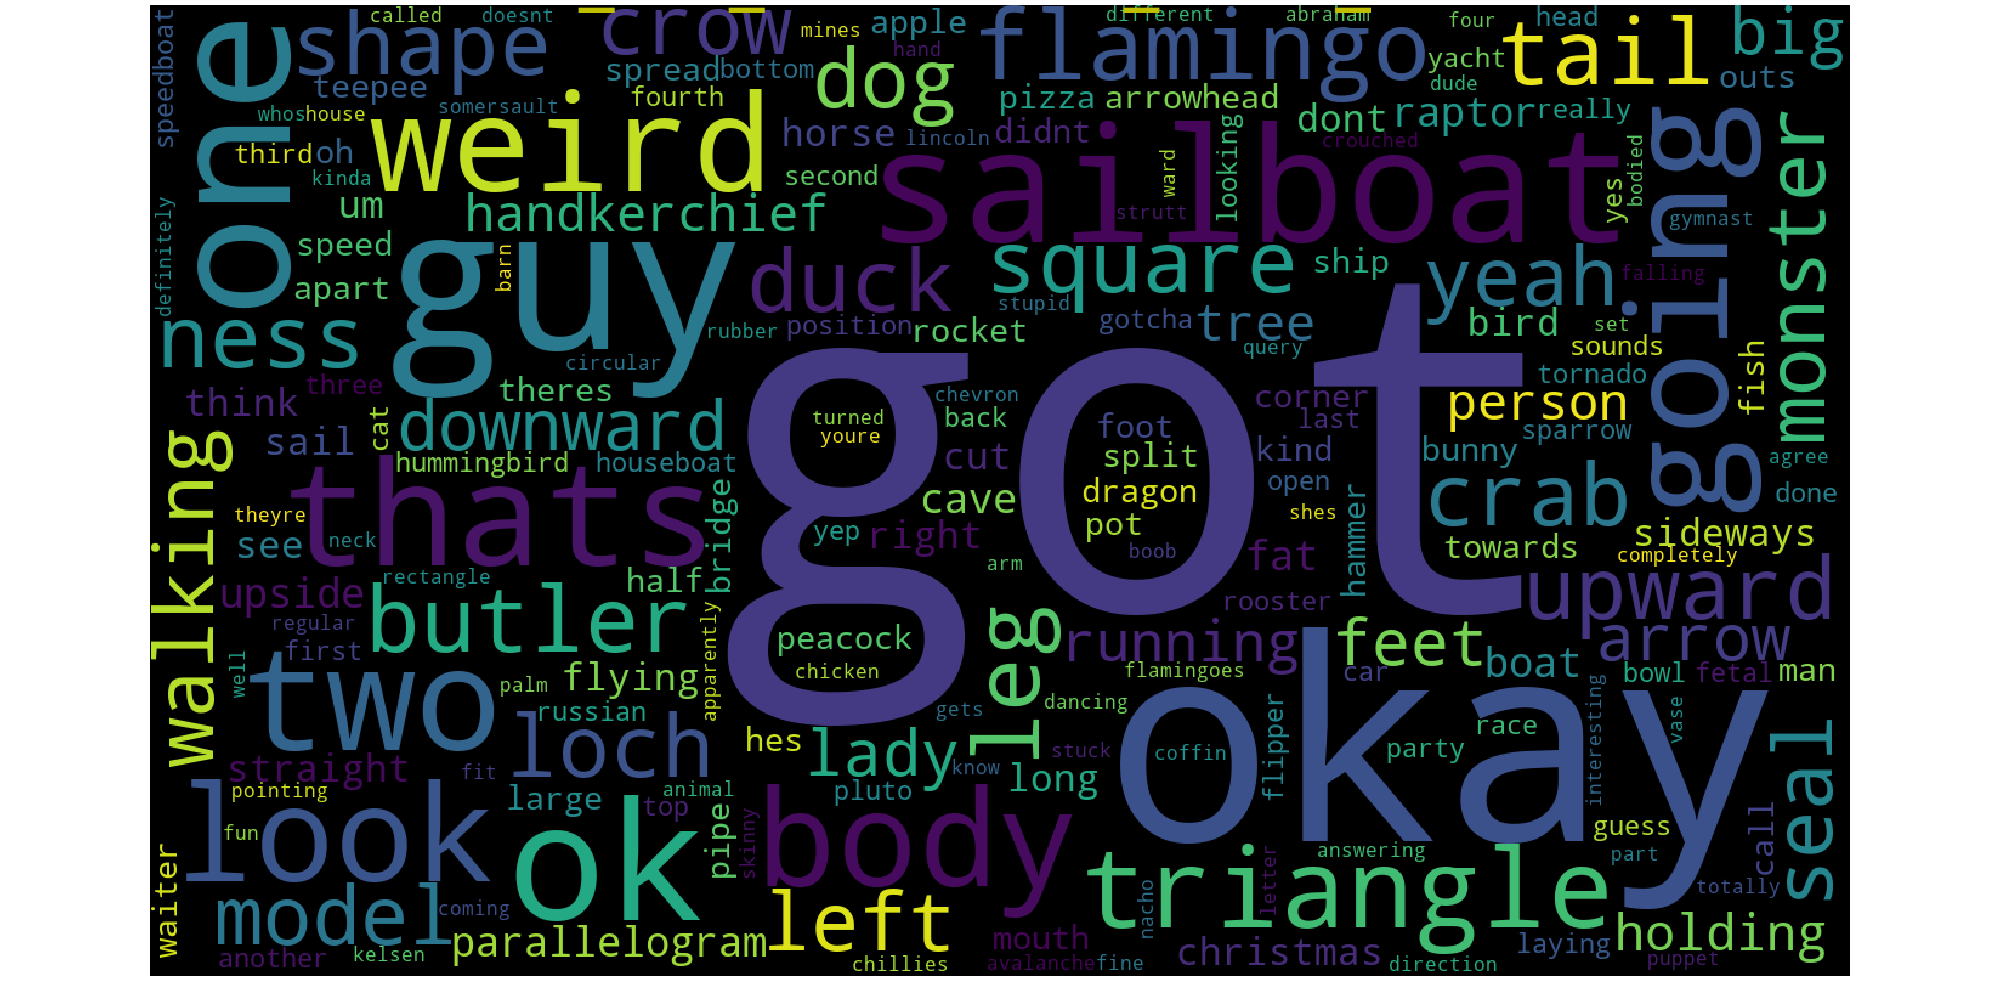 called
doesnt
different
abraham
four
head
big
speedboat
one
shape
crow
mines
apple
hand
flamingo
yacht
tail
outs
teepee
spread
bottom
dog
dude
whos
house
somersault
fourth
pizza
arrowhead
dont
raptor
really
weird
horse
lincoln
didnt
crouched
going
monster
third
oh
kinda
second
sailboat
ward
looking
yes
bodied
um
handkerchief
strutt
gymnast
definitely
speed
guy
barn
duck
square
ship
yeah
falling
apart
stupid
ness
rubber
position
rocket
gotcha
tree
bird
set
circular
query
sounds
fish
think
three
theres
chevron
corner
tornado
cat
downward
turned
youre
back
foot
last
person
sail
kind
bunny
sparrow
hummingbird
houseboat
cut
split
agree
walking
thats
got
cave
dragon
open
crab
done
theyre
bridge
shes
hammer
see
neck
yep
right
pot
sideways
boob
fat
towards
completely
rectangle
half
arm
upside
butler
rooster
upward
regular
apparently
peacock
leg
running
feet
arrow
first
chicken
flamingoes
boat
well
two
palm
flying
car
bowl
fetal
man
russian
gets
dancing
okay
flipper
interesting
vase
loch
hes
lady
stuck
coffin
party
race
straight
fit
know
long
seal
pointing
look
large
top
animal
pluto
fun
ok
pipe
skinny
body
guess
call
waiter
triangle
answering
part
model
coming
left
nacho
letter
totally
parallelogram
mouth
holding
another
kelsen
chillies
avalanche
fine
christmas
direction
laying
puppet